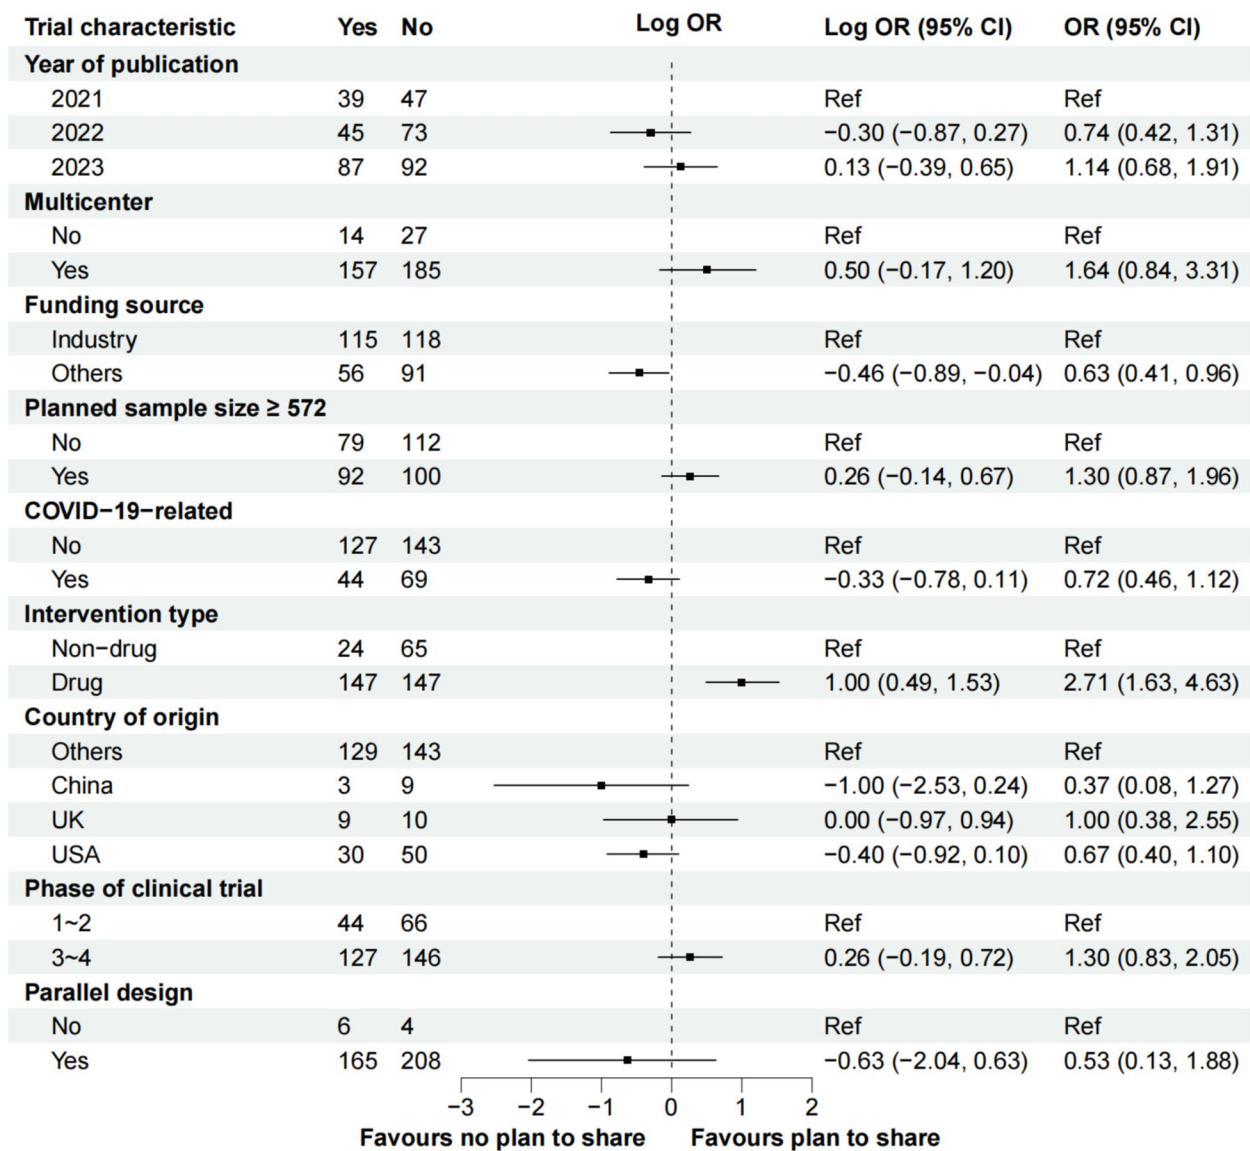 Trial characteristic Yes No Log OR Log OR (95% CI) OR (95% CI)
Year of publication
2021 39 47 Ref Ref
2022 45 73 −0.30 (−0.87, 0.27) 0.74 (0.42, 1.31)
2023 87 92 0.13 (−0.39, 0.65) 1.14 (0.68, 1.91)
Multicenter
No 14 27 Ref Ref
Yes 157 185 0.50 (−0.17, 1.20) 1.64 (0.84, 3.31)
Funding source
Industry 115 118 Ref Ref
Others 56 91 −0.46 (−0.89, −0.04) 0.63 (0.41, 0.96)
Planned sample size ≥ 572
No 79 112 Ref Ref
Yes 92 100 0.26 (−0.14, 0.67) 1.30 (0.87, 1.96)
COVID−19−related
No 127 143 Ref Ref
Yes 44 69 −0.33 (−0.78, 0.11) 0.72 (0.46, 1.12)
Intervention type
Non−drug 24 65 Ref Ref
Drug 147 147 1.00 (0.49, 1.53) 2.71 (1.63, 4.63)
Country of origin
Others 129 143 Ref Ref
China 3 9 −1.00 (−2.53, 0.24) 0.37 (0.08, 1.27)
UK 9 10 0.00 (−0.97, 0.94) 1.00 (0.38, 2.55)
USA 30 50 −0.40 (−0.92, 0.10) 0.67 (0.40, 1.10)
Phase of clinical trial
1~2 44 66 Ref Ref
3~4 127 146 0.26 (−0.19, 0.72) 1.30 (0.83, 2.05)
Parallel design
No 6 4 Ref Ref
Yes 165 208 −0.63 (−2.04, 0.63) 0.53 (0.13, 1.88)
−3 −2 −1 0 1 2
Favours no plan to share Favours plan to share